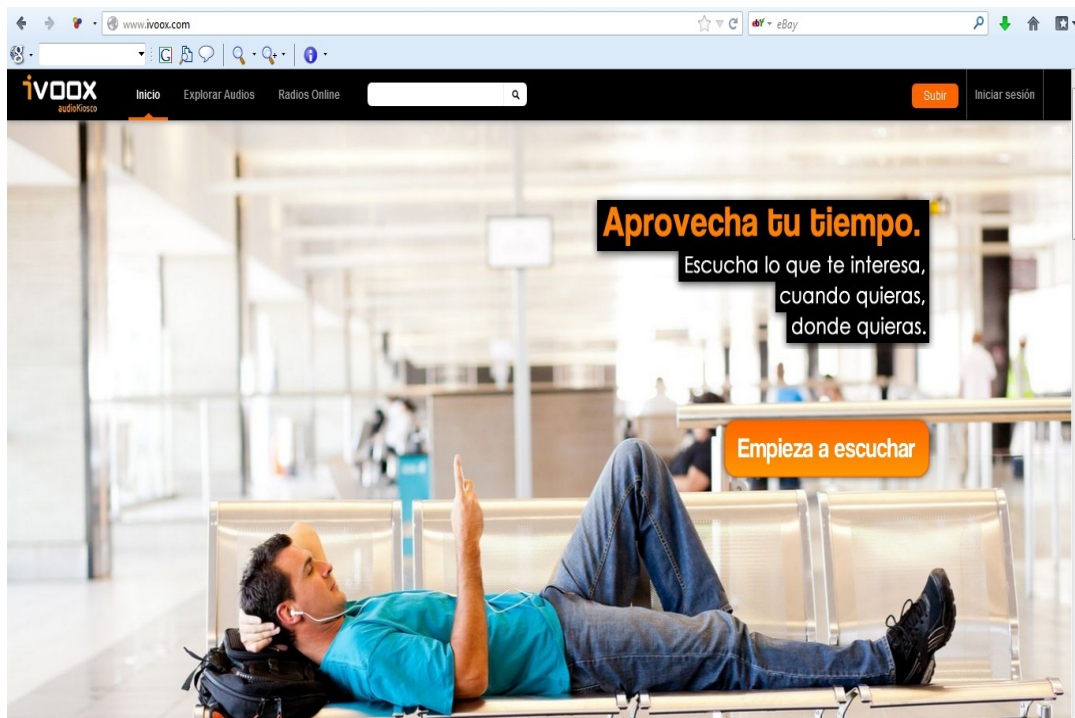 www.ivoox.com
ebY
eBay
ivoox
audioKiosco
Inicio
Explorar Audios
Radios Online
Subir
Iniciar sesión
Aprovecha tu tiempo.
Escucha lo que te interesa,
cuando quieras,
donde quieras.
Empieza a escuchar